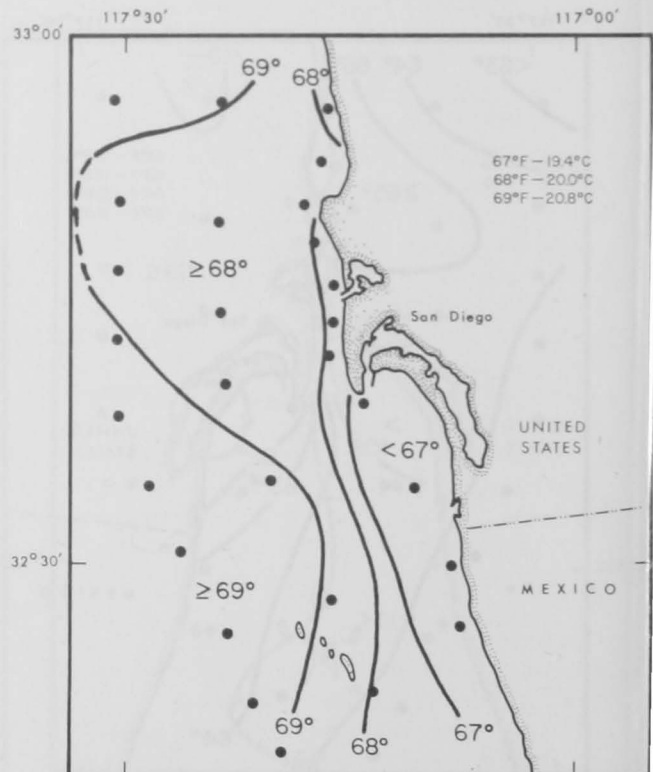 117°30′
117°00′
33°00′
69°
68°
67°F–19.4°C
68°F–20.0°C
69°F–20.8°C
≥68°
San Diego
UNITED
STATES
<67°
32°30′
MEXICO
≥69°
69°
68°
67°